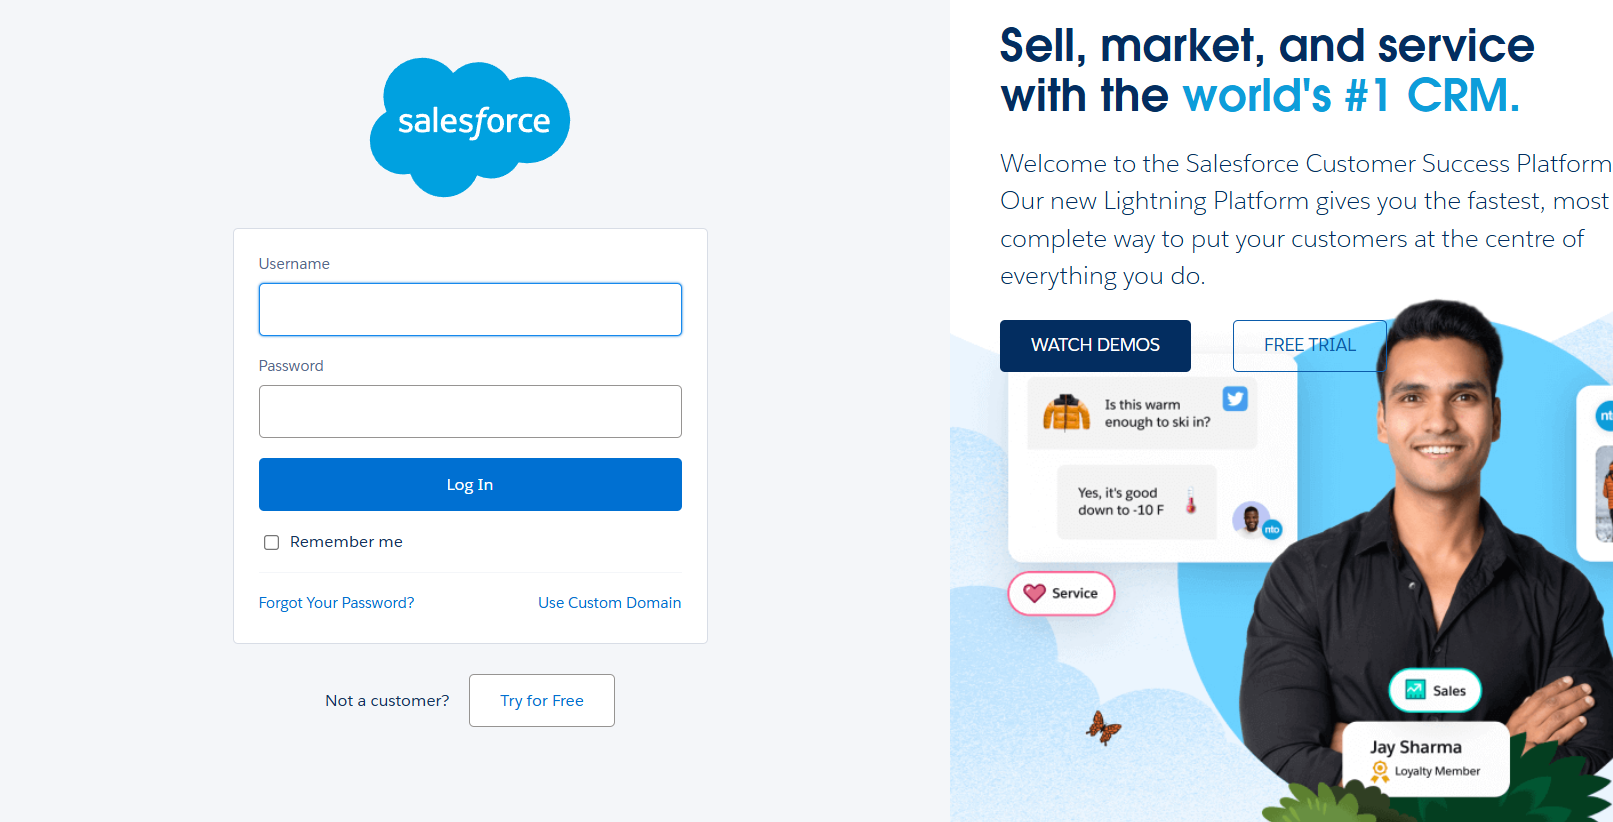 salesforce
Username
Password
Log In
Remember me
Forgot Your Password?
Use Custom Domain
Not a customer?
Try for Free
Sell, market, and service
with the world's #1 CRM.
Welcome to the Salesforce Customer Success Platform
Our new Lightning Platform gives you the fastest, most
complete way to put your customers at the centre of
everything you do.
WATCH DEMOS
FREE TRIAL
Is this warm
enough to ski in?
Yes, it's good
down to -10 F
nto
Service
Sales
Jay Sharma
Loyalty Member